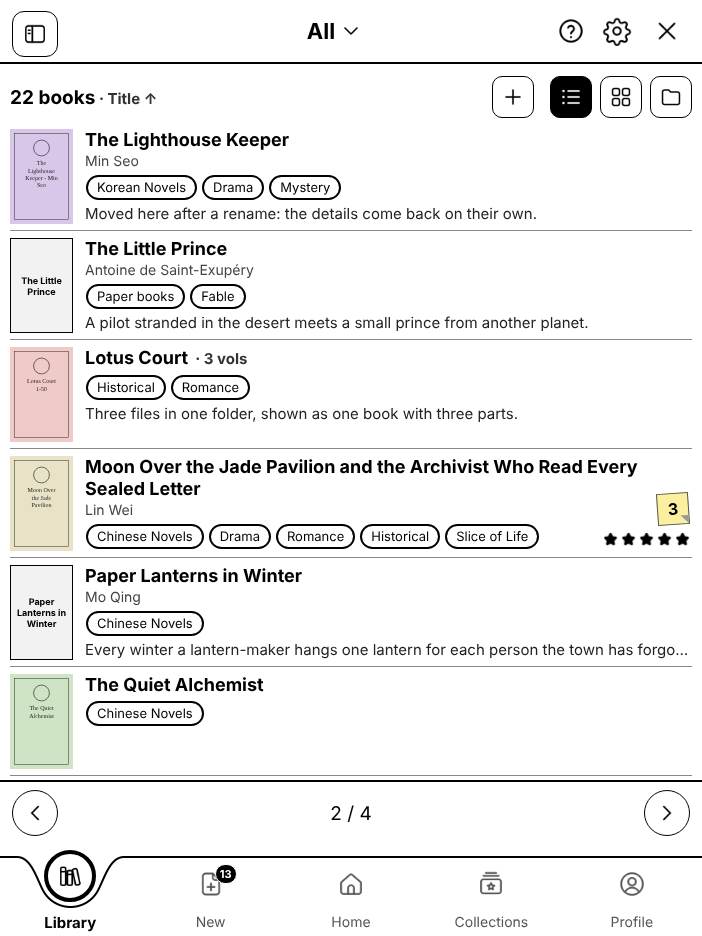 All
22 books · Title ↑
The
Lighthouse
Keeper - Min
Seo
The Lighthouse Keeper
Min Seo
Korean Novels Drama Mystery
Moved here after a rename: the details come back on their own.
The Little
Prince
The Little Prince
Antoine de Saint-Exupéry
Paper books Fable
A pilot stranded in the desert meets a small prince from another planet.
Lotus Court
1-50
Lotus Court · 3 vols
Historical Romance
Three files in one folder, shown as one book with three parts.
Moon Over
the Jade
Pavilion
Moon Over the Jade Pavilion and the Archivist Who Read Every
Sealed Letter
Lin Wei
Chinese Novels Drama Romance Historical Slice of Life
3
Paper
Lanterns in
Winter
Paper Lanterns in Winter
Mo Qing
Chinese Novels
Every winter a lantern-maker hangs one lantern for each person the town has forgo...
The Quiet
Alchemist
The Quiet Alchemist
Chinese Novels
2 / 4
13
Library New Home Collections Profile